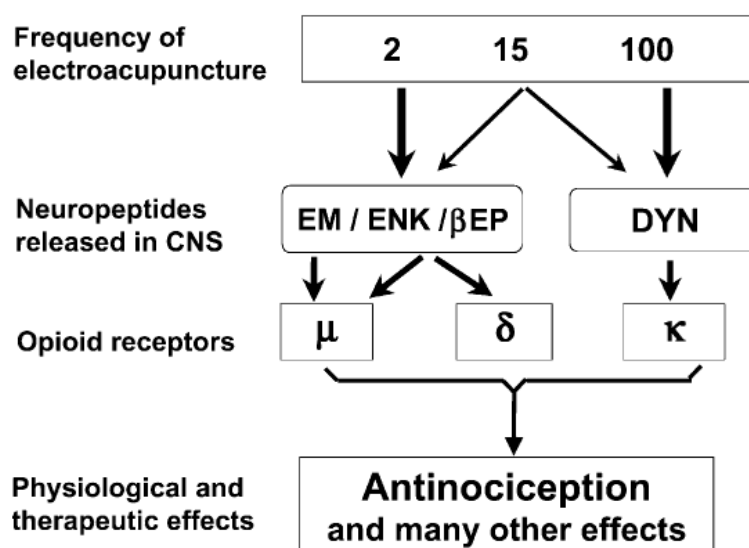 Frequency of
electroacupuncture
2 15 100
Neuropeptides
released in CNS
EM / ENK /βEP
DYN
Opioid receptors
μ
δ
κ
Physiological and
therapeutic effects
Antinociception
and many other effects